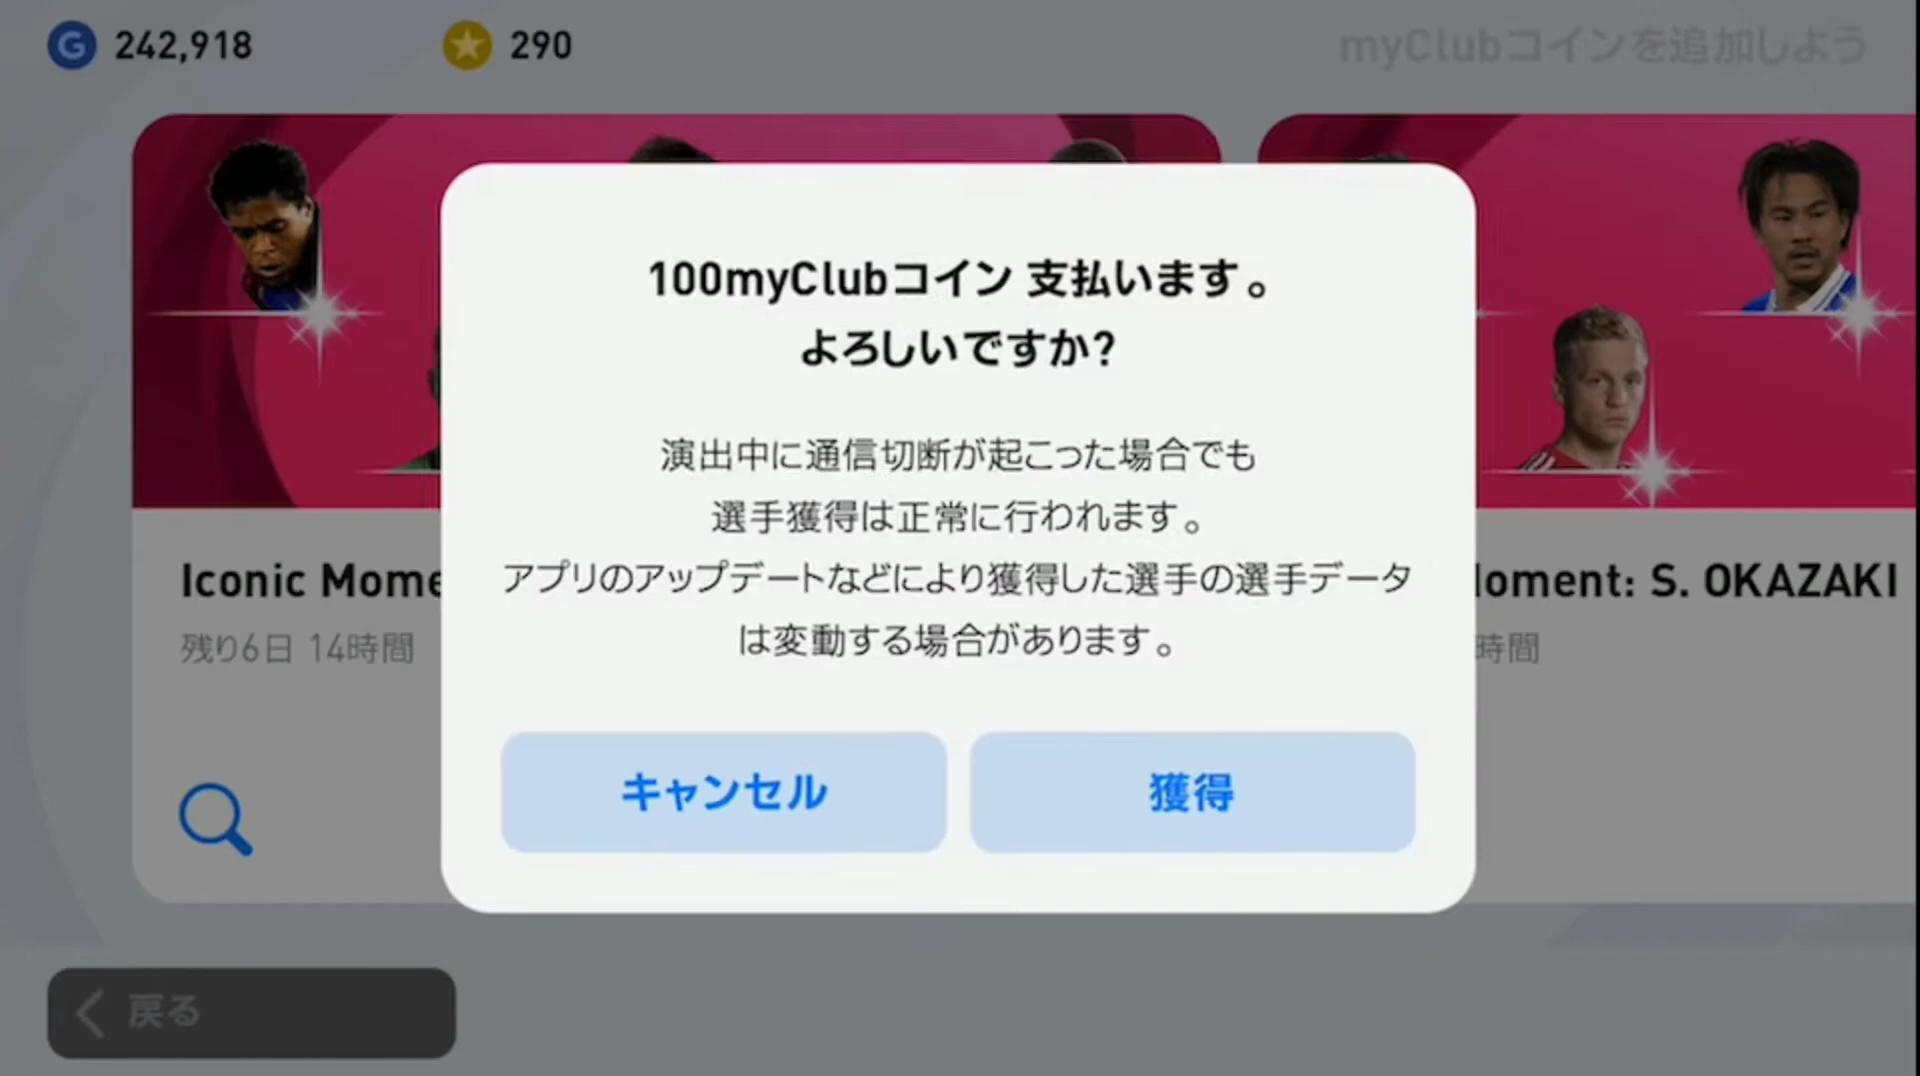 242,918
290
myClubコインを追加しよう
100myClubコイン 支払います。
よろしいですか?
演出中に通信切断が起こった場合でも
選手獲得は正常に行われます。
アプリのアップデートなどにより獲得した選手の選手データ
は変動する場合があります。
キャンセル
獲得
Iconic Mome
残り6日 14時間
oment: S. OKAZAKI
時間
戻る